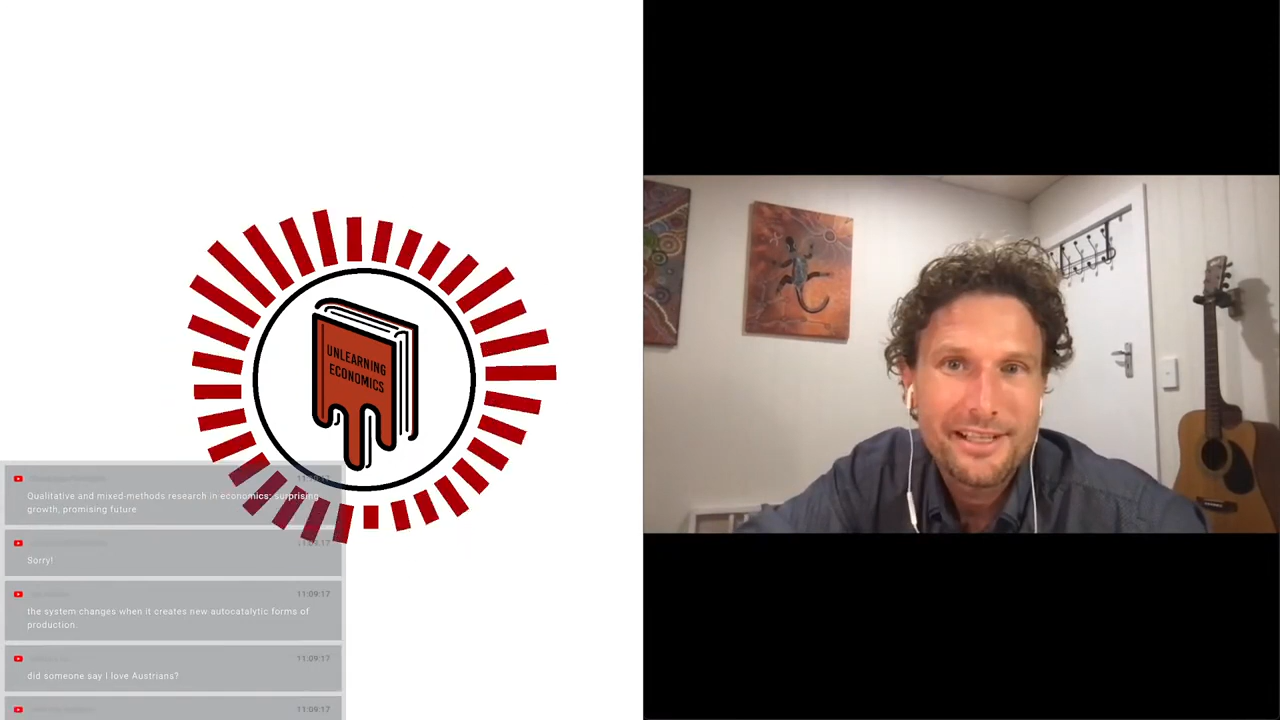 UNLEARNING
ECONOMICS
Qualitative and mixed-methods research in economics: surprising
growth, promising future
Sorry!
11:09:17
the system changes when it creates new autocatalytic forms of
production.
11:09:17
did someone say I love Austrians?
11:09:17